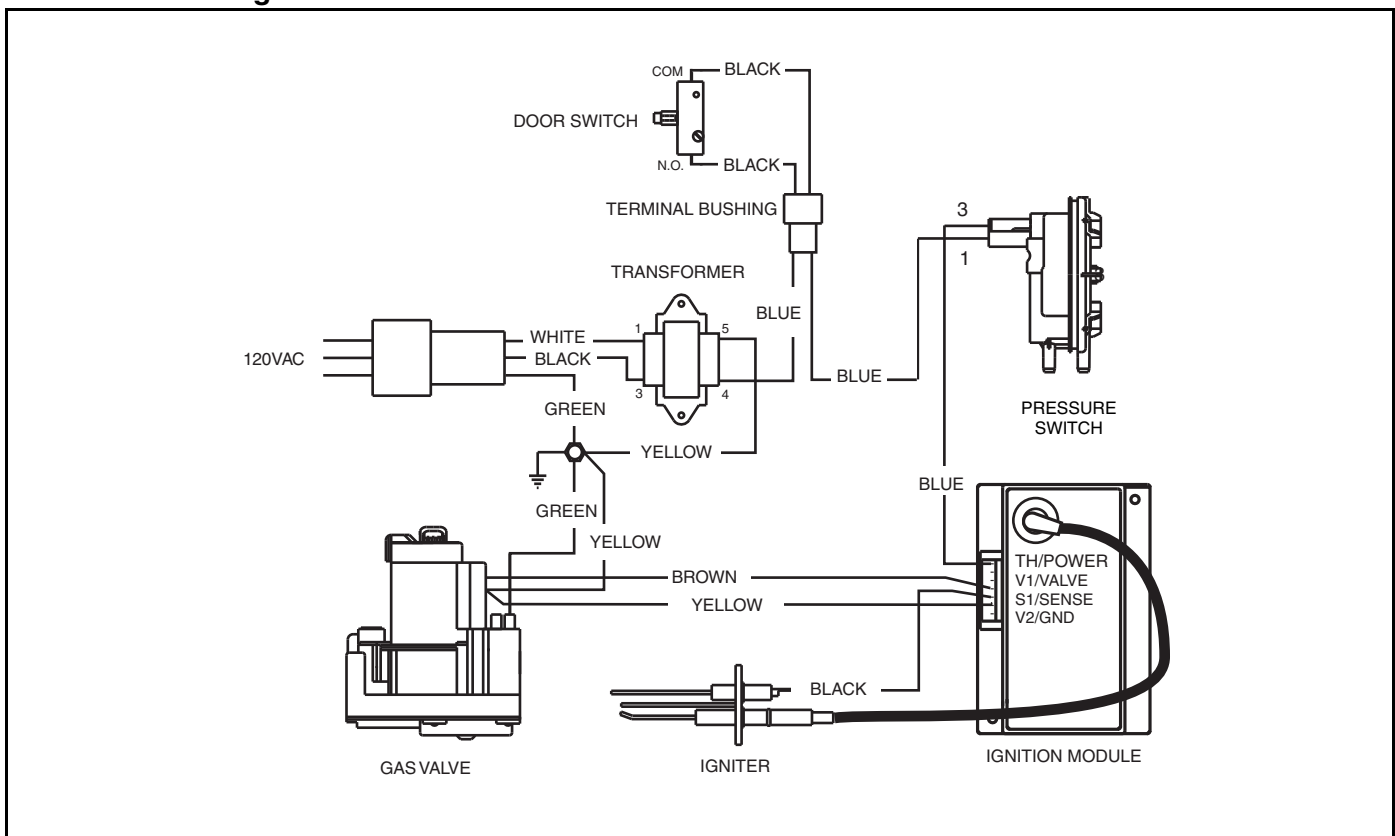 COM
BLACK
DOOR SWITCH
N.O.
BLACK
TERMINAL BUSHING
3
1
TRANSFORMER
BLUE
WHITE
1
5
120VAC
BLACK
3
4
BLUE
GREEN
PRESSURE
SWITCH
YELLOW
BLUE
GREEN
YELLOW
TH/POWER
BROWN
V1/VALVE
YELLOW
S1/SENSE
V2/GND
BLACK
GAS VALVE
IGNITER
IGNITION MODULE